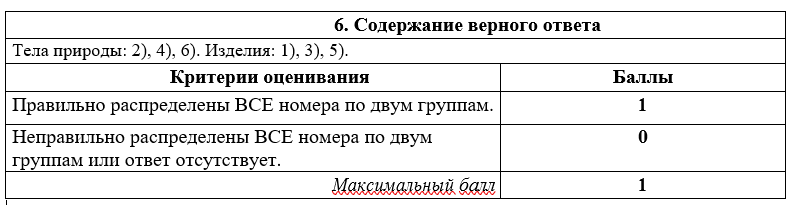 6. Содержание верного ответа
Тела природы: 2), 4), 6). Изделия: 1), 3), 5).
Критерии оценивания Баллы
Правильно распределены ВСЕ номера по двум группам. 1
Неправильно распределены ВСЕ номера по двум 0
группам или ответ отсутствует.
Максимальный балл 1